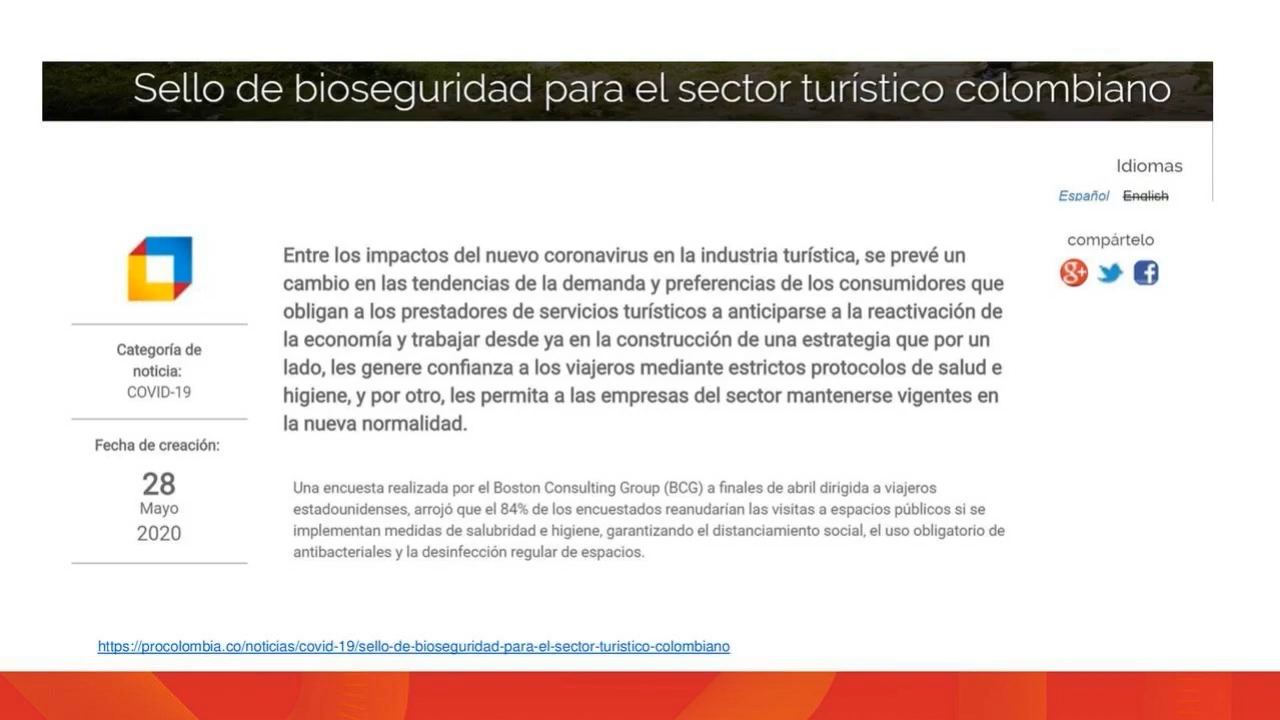 Sello de bioseguridad para el sector turístico colombiano
Idiomas
Español English
compártelo
Categoría de
noticia:
COVID-19
Fecha de creación:
28
Mayo
2020
Entre los impactos del nuevo coronavirus en la industria turística, se prevé un
cambio en las tendencias de la demanda y preferencias de los consumidores que
obligan a los prestadores de servicios turísticos a anticiparse a la reactivación de
la economía y trabajar desde ya en la construcción de una estrategia que por un
lado, les genere confianza a los viajeros mediante estrictos protocolos de salud e
higiene, y por otro, les permita a las empresas del sector mantenerse vigentes en
la nueva normalidad.
Una encuesta realizada por el Boston Consulting Group (BCG) a finales de abril dirigida a viajeros
estadounidenses, arrojó que el 84% de los encuestados reanudarían las visitas a espacios públicos si se
implementan medidas de salubridad e higiene, garantizando el distanciamiento social, el uso obligatorio de
antibacteriales y la desinfección regular de espacios.
https://procolombia.co/noticias/covid-19/sello-de-bioseguridad-para-el-sector-turistico-colombiano